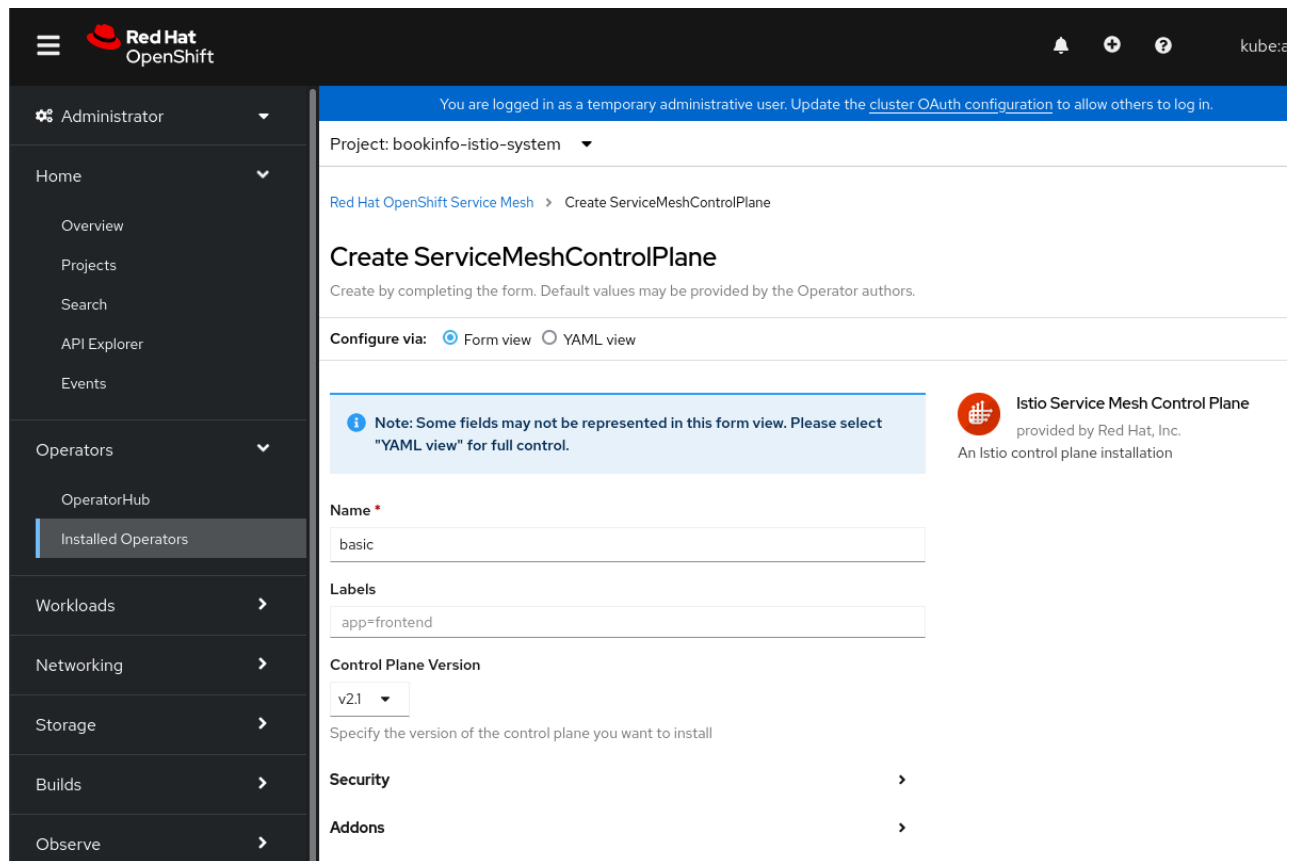 Red Hat
OpenShift
kube:a
Administrator
You are logged in as a temporary administrative user. Update the cluster OAuth configuration to allow others to log in.
Project: bookinfo-istio-system
Home
Overview
Projects
Search
API Explorer
Events
Operators
OperatorHub
Installed Operators
Workloads
Networking
Storage
Builds
Observe
Red Hat OpenShift Service Mesh > Create ServiceMeshControlPlane
Create ServiceMeshControlPlane
Create by completing the form. Default values may be provided by the Operator authors.
Configure via: Form view YAML view
Note: Some fields may not be represented in this form view. Please select
"YAML view" for full control.
Istio Service Mesh Control Plane
provided by Red Hat, Inc.
An Istio control plane installation
Name *
basic
Labels
app=frontend
Control Plane Version
v2.1
Specify the version of the control plane you want to install
Security
Addons